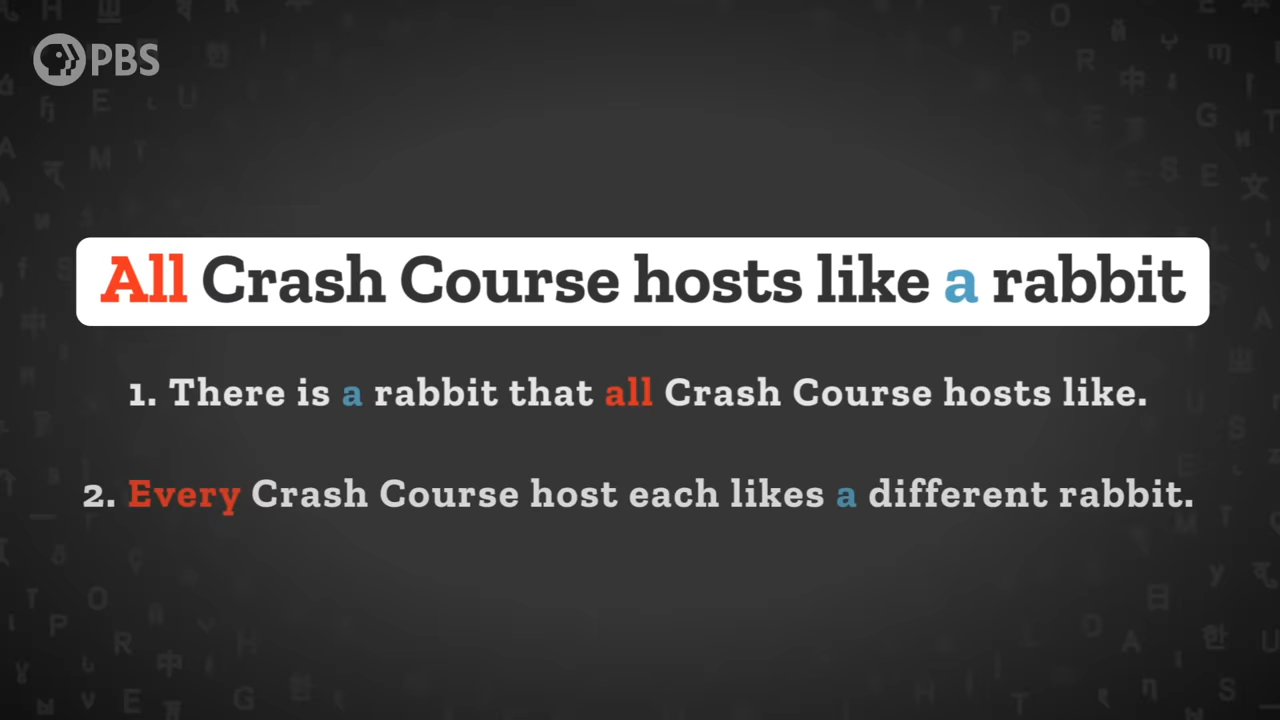 PBS
All Crash Course hosts like a rabbit
1. There is a rabbit that all Crash Course hosts like.
2. Every Crash Course host each likes a different rabbit.